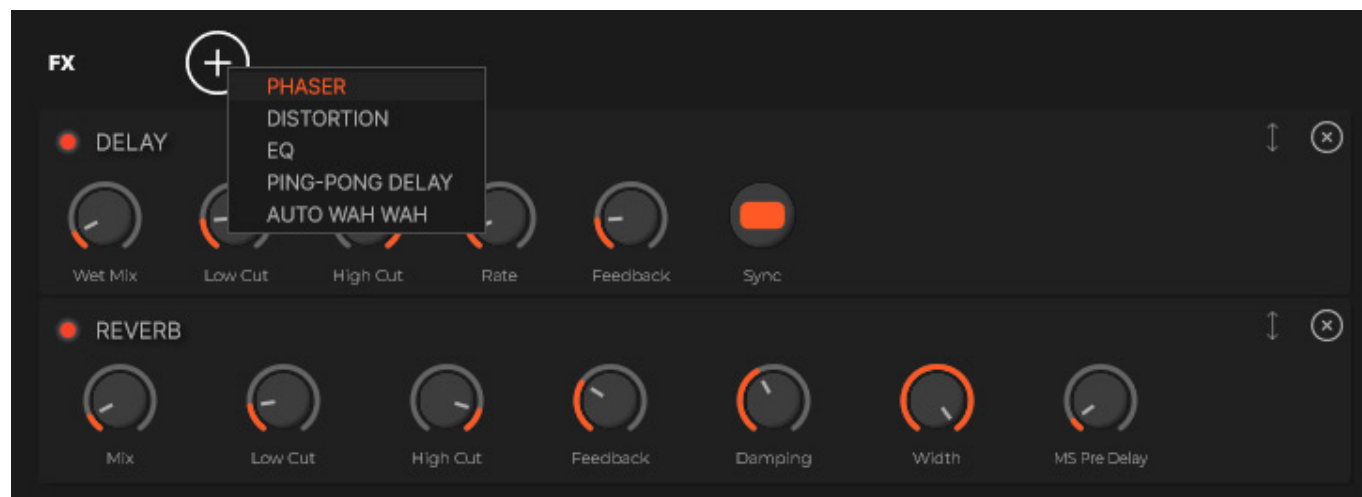 FX
PHASER
DISTORTION
EQ
PING-PONG DELAY
AUTO WAH WAH
DELAY
Wet Mix Low Cut High Cut Rate Feedback Sync
REVERB
Mix Low Cut High Cut Feedback Damping Width MS Pre Delay